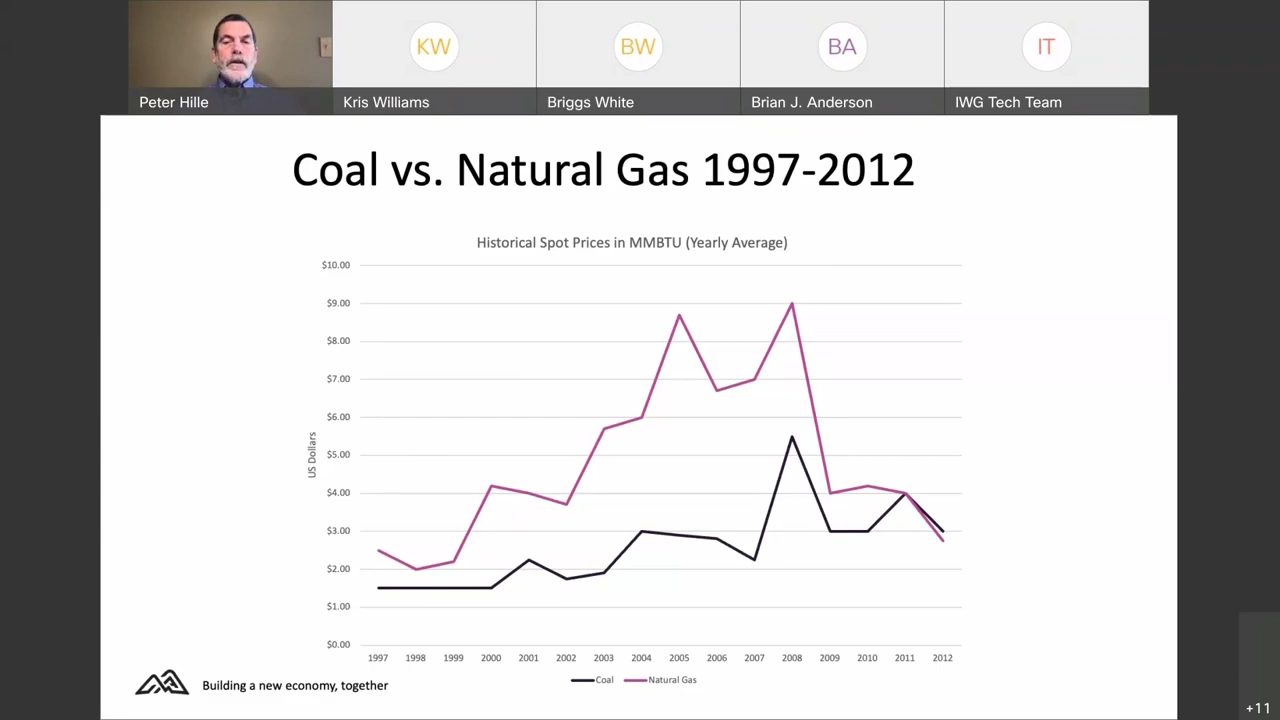 KW
BW
BA
IT
Peter Hille
Kris Williams
Briggs White
Brian J. Anderson
IWG Tech Team
Coal vs. Natural Gas 1997-2012
Historical Spot Prices in MMBTU (Yearly Average)
$10.00
$9.00
$8.00
$7.00
$6.00
$5.00
$4.00
$3.00
$2.00
$1.00
$0.00
US Dollars
1997 1998 1999 2000 2001 2002 2003 2004 2005 2006 2007 2008 2009 2010 2011 2012
Coal Natural Gas
Building a new economy, together
+11